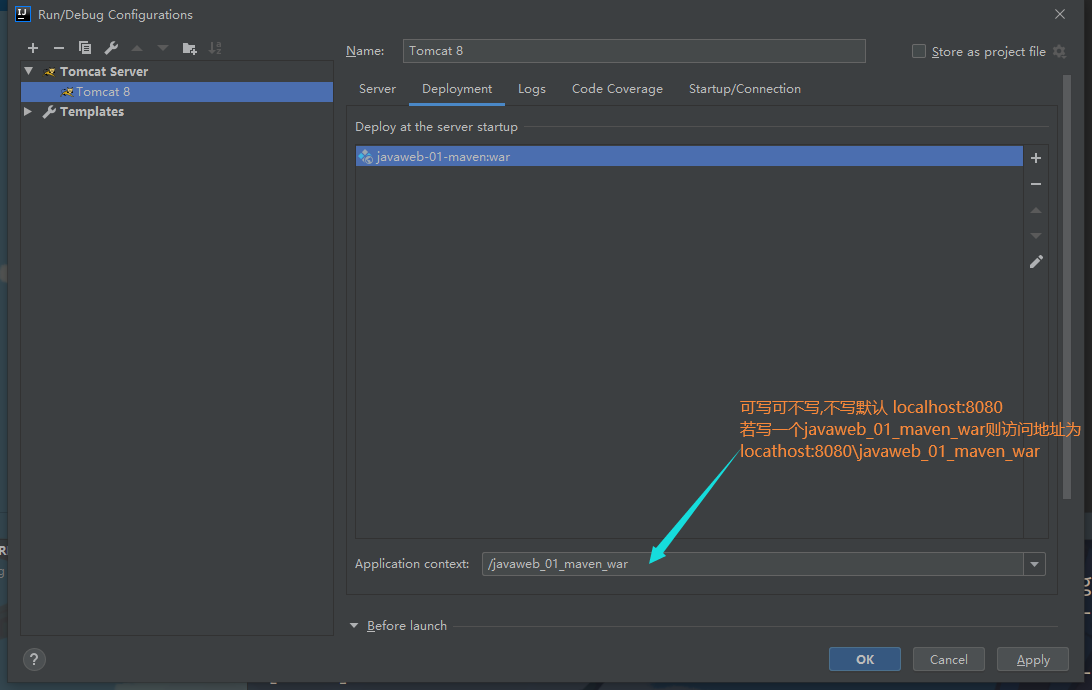 Run/Debug Configurations
Name: Tomcat 8
Store as project file
Tomcat Server
Tomcat 8
Templates
Server Deployment Logs Code Coverage Startup/Connection
Deploy at the server startup
javaweb-01-maven:war
可写可不写,不写默认 localhost:8080
若写一个javaweb_01_maven_war则访问地址为
locathost:8080\javaweb_01_maven_war
Application context: /javaweb_01_maven_war
Before launch
? OK Cancel Apply